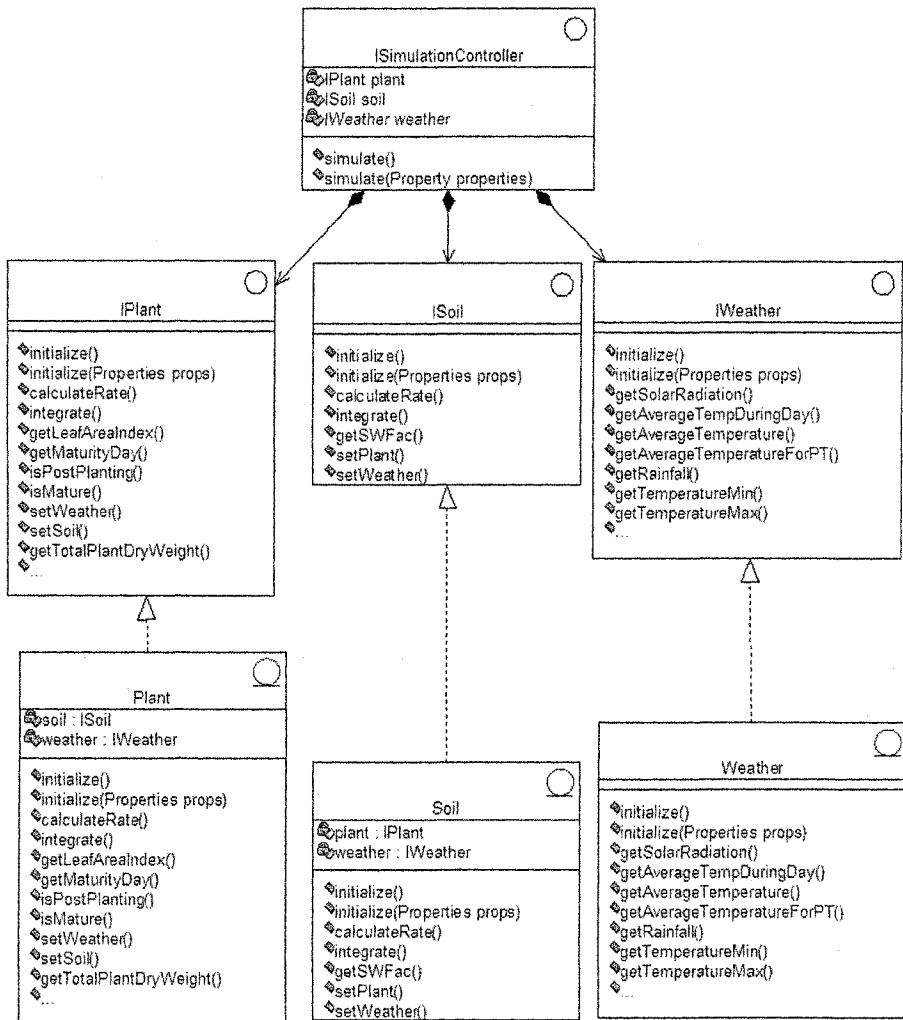 ISimulationController
IPlant plant
ISoil soil
IWeather weather
simulate()
simulate(Property properties)
IPlant
initialize()
initialize(Properties props)
calculateRate()
integrate()
getLeafAreaIndex()
getMaturityDay()
isPostPlanting()
isMature()
setWeather()
setSoil()
getTotalPlantDryWeight()
...
ISoil
initialize()
initialize(Properties props)
calculateRate()
integrate()
getSWFac()
setPlant()
setWeather()
IWeather
initialize()
initialize(Properties props)
getSolarRadiation()
getAverageTempDuringDay()
getAverageTemperature()
getAverageTemperatureForPT()
getRainfall()
getTemperatureMin()
getTemperatureMax()
...
Plant
soil : ISoil
weather : IWeather
initialize()
initialize(Properties props)
calculateRate()
integrate()
getLeafAreaIndex()
getMaturityDay()
isPostPlanting()
isMature()
setWeather()
setSoil()
getTotalPlantDryWeight()
...
Soil
plant : IPlant
weather : IWeather
initialize()
initialize(Properties props)
calculateRate()
integrate()
getSWFac()
setPlant()
setWeather()
Weather
initialize()
initialize(Properties props)
getSolarRadiation()
getAverageTempDuringDay()
getAverageTemperature()
getAverageTemperatureForPT()
getRainfall()
getTemperatureMin()
getTemperatureMax()
...